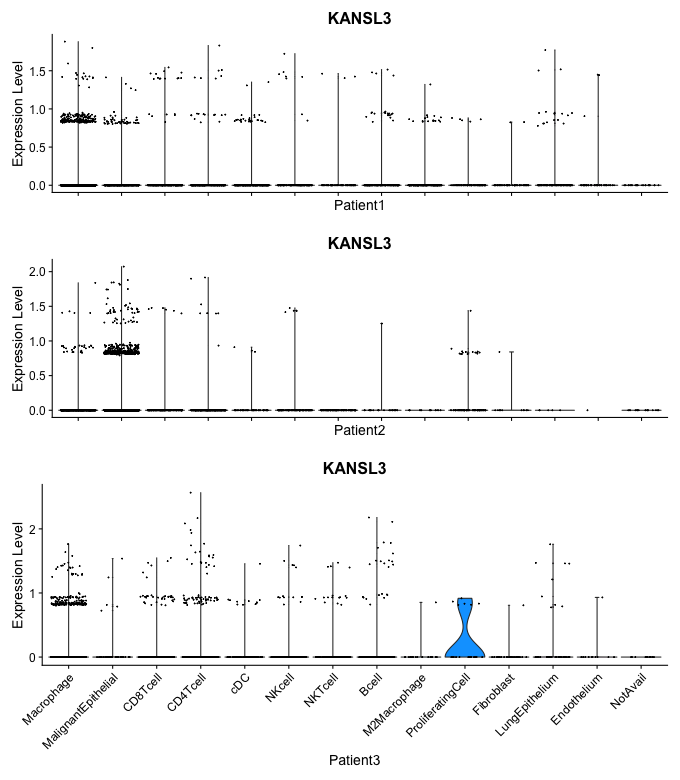 KANSL3
Expression Level
1.5
1.0
0.5
0.0
Patient1
KANSL3
Expression Level
2.0
1.5
1.0
0.5
0.0
Patient2
KANSL3
Expression Level
2
1
0
Macrophage
MalignantEpithelial
CD8Tcell
CD4Tcell
cDC
NKcell
NKTcell
Bcell
M2Macrophage
ProliferatingCell
Fibroblast
LungEpithelium
Endothelium
NotAvail
Patient3